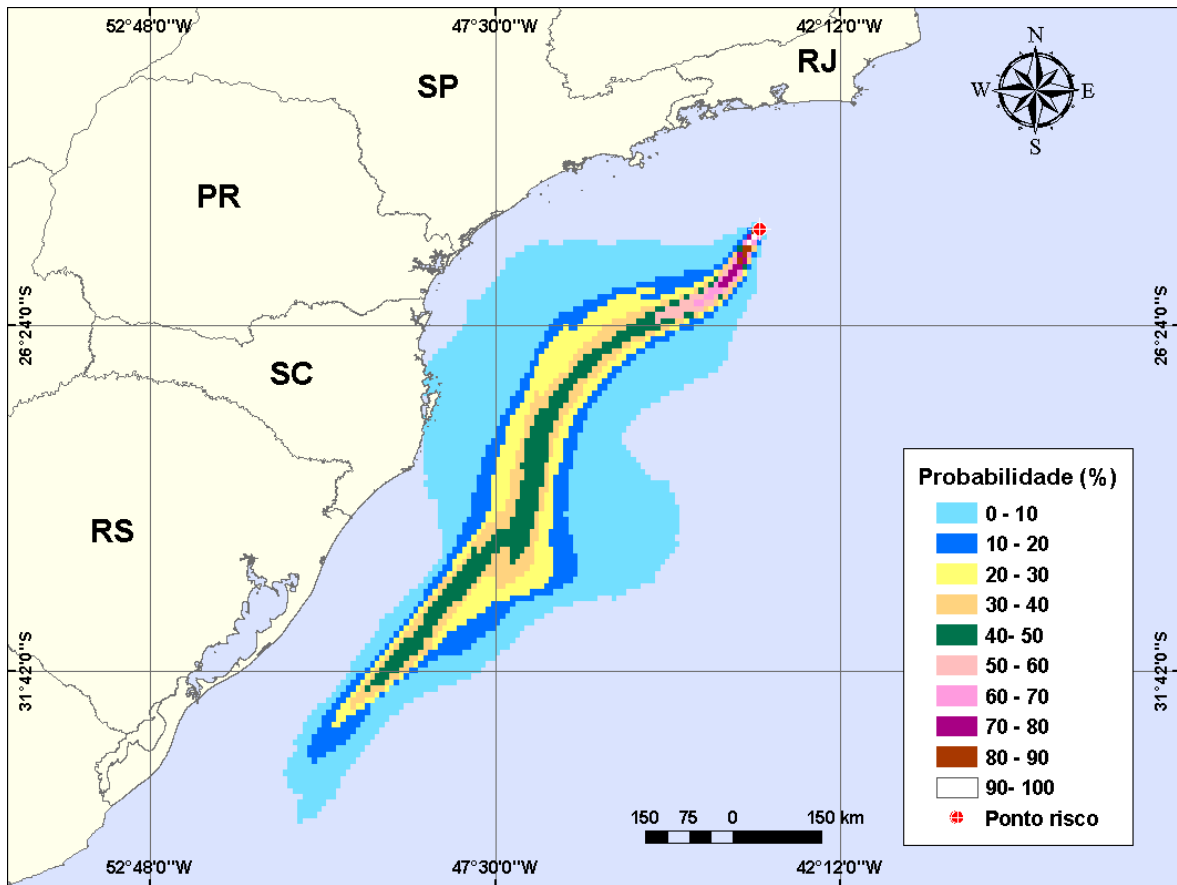 52°48'0"W 47°30'0"W 42°12'0"W
RJ
SP
N
W E
S
PR
26°24'0"S 26°24'0"S
SC
RS
Probabilidade (%)
0 - 10
10 - 20
20 - 30
30 - 40
40- 50
50 - 60
60 - 70
70 - 80
80 - 90
90- 100
Ponto risco
31°42'0"S 31°42'0"S
150 75 0 150 km
52°48'0"W 47°30'0"W 42°12'0"W